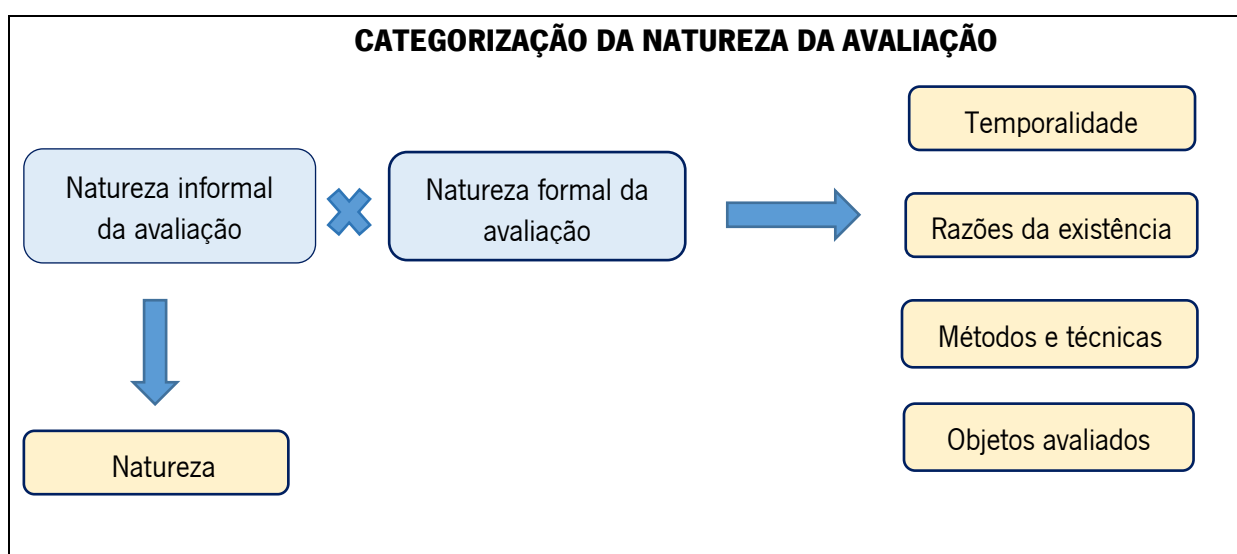 CATEGORIZAÇÃO DA NATUREZA DA AVALIAÇÃO
Natureza informal
da avaliação
Natureza formal da
avaliação
Temporalidade
Razões da existência
Métodos e técnicas
Objetos avaliados
Natureza